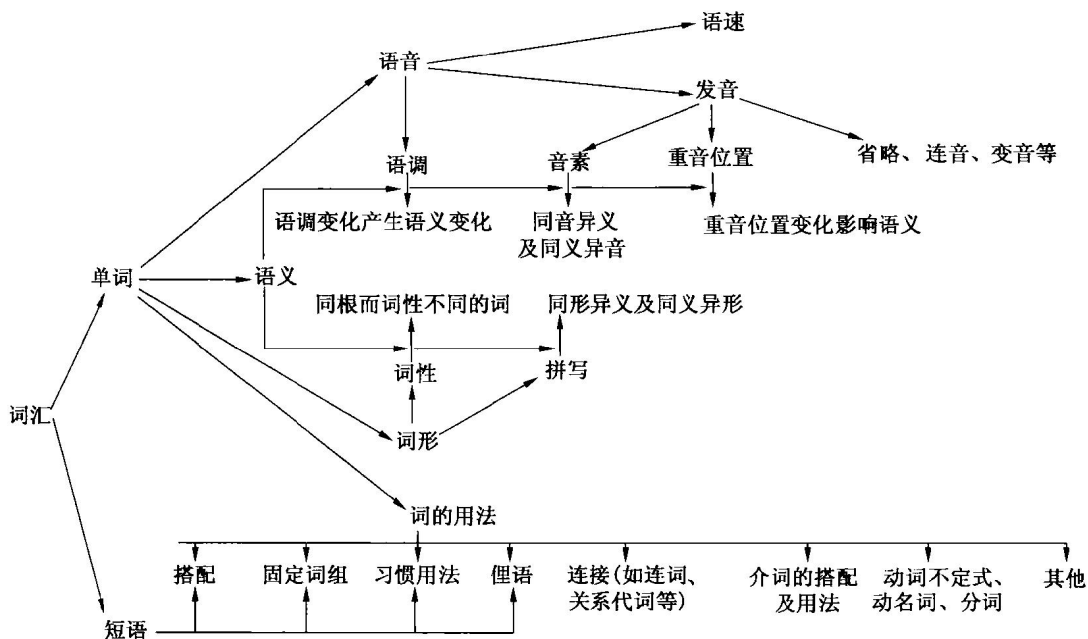 语速
语音
发音
语调
音素
重音位置
省略、连音、变音等
语调变化产生语义变化
同音异义
及同义异音
重音位置变化影响语义
单词
语义
同根而词性不同的词
同形异义及同义异形
词性
拼写
词汇
词形
词的用法
搭配
固定词组
习惯用法
俚语
连接(如连词、
关系代词等)
介词的搭配
及用法
动词不定式、
动名词、分词
其他
短语